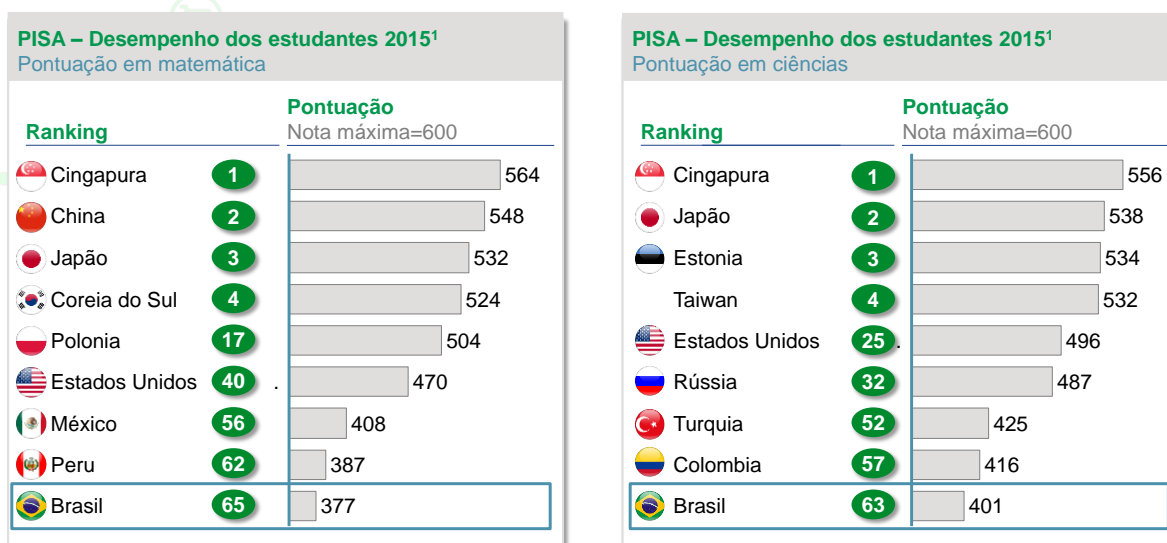 PISA – Desempenho dos estudantes 2015¹
Pontuação em matemática
Pontuação
Ranking Nota máxima=600
Cingapura 1 564
China 2 548
Japão 3 532
Coreia do Sul 4 524
Polonia 17 504
Estados Unidos 40 . 470
México 56 408
Peru 62 387
Brasil 65 377
PISA – Desempenho dos estudantes 2015¹
Pontuação em ciências
Pontuação
Ranking Nota máxima=600
Cingapura 1 556
Japão 2 538
Estonia 3 534
Taiwan 4 532
Estados Unidos 25 . 496
Rússia 32 487
Turquia 52 425
Colombia 57 416
Brasil 63 401